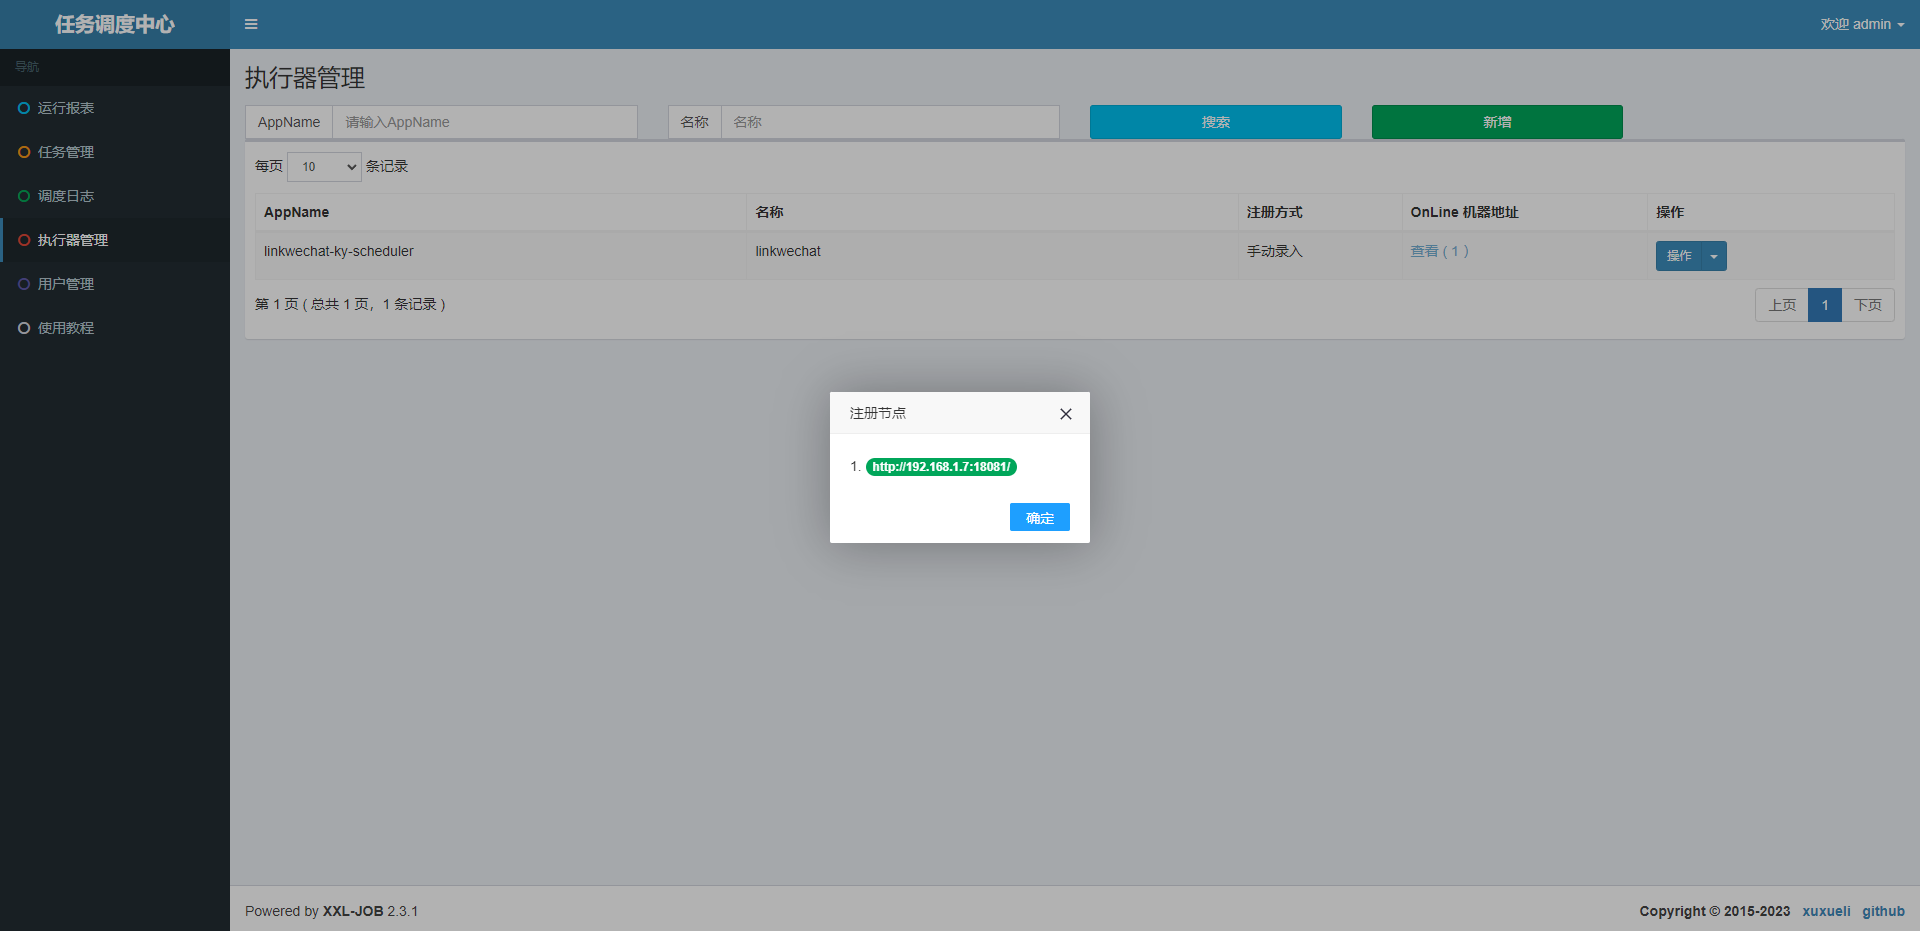 任务调度中心
欢迎 admin
导航
运行报表
任务管理
调度日志
执行器管理
用户管理
使用教程
执行器管理
AppName 请输入AppName 名称 名称 搜索 新增
每页 10 条记录
AppName 名称 注册方式 OnLine 机器地址 操作
linkwechat-ky-scheduler linkwechat 手动录入 查看 ( 1 ) 操作
第 1 页 ( 总共 1 页，1 条记录 ) 上页 1 下页
注册节点
1. http://192.168.1.7:18081/
确定
Powered by XXL-JOB 2.3.1
Copyright © 2015-2023 xuxueli github